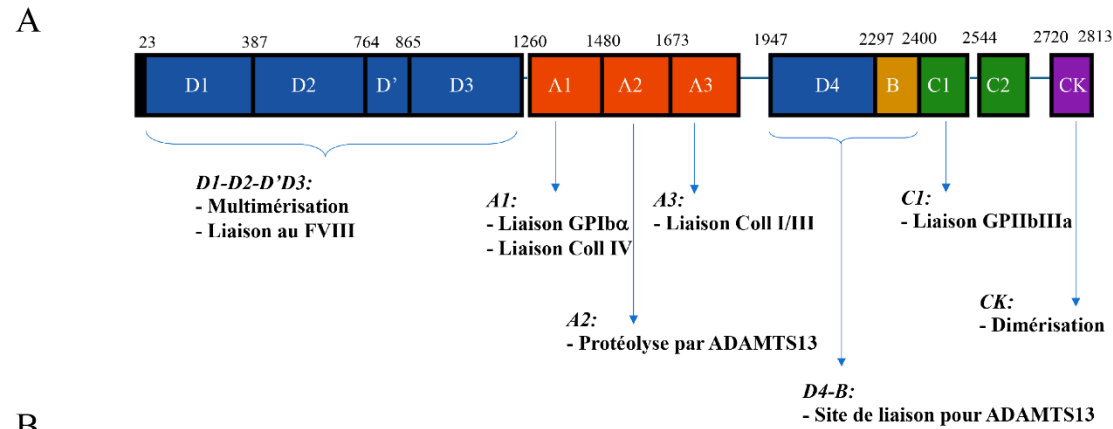 A
23 387 764 865 1260 1480 1673 1947 2297 2400 2544 2720 2813
D1 D2 D' D3 A1 A2 A3 D4 B C1 C2 CK
D1-D2-D'D3:
- Multimérisation
- Liaison au FVIII
A1:
- Liaison GPIbα
- Liaison Coll IV
A3:
- Liaison Coll I/III
C1:
- Liaison GPIIbIIIa
A2:
- Protéolyse par ADAMTS13
CK:
- Dimérisation
D4-B:
- Site de liaison pour ADAMTS13
B